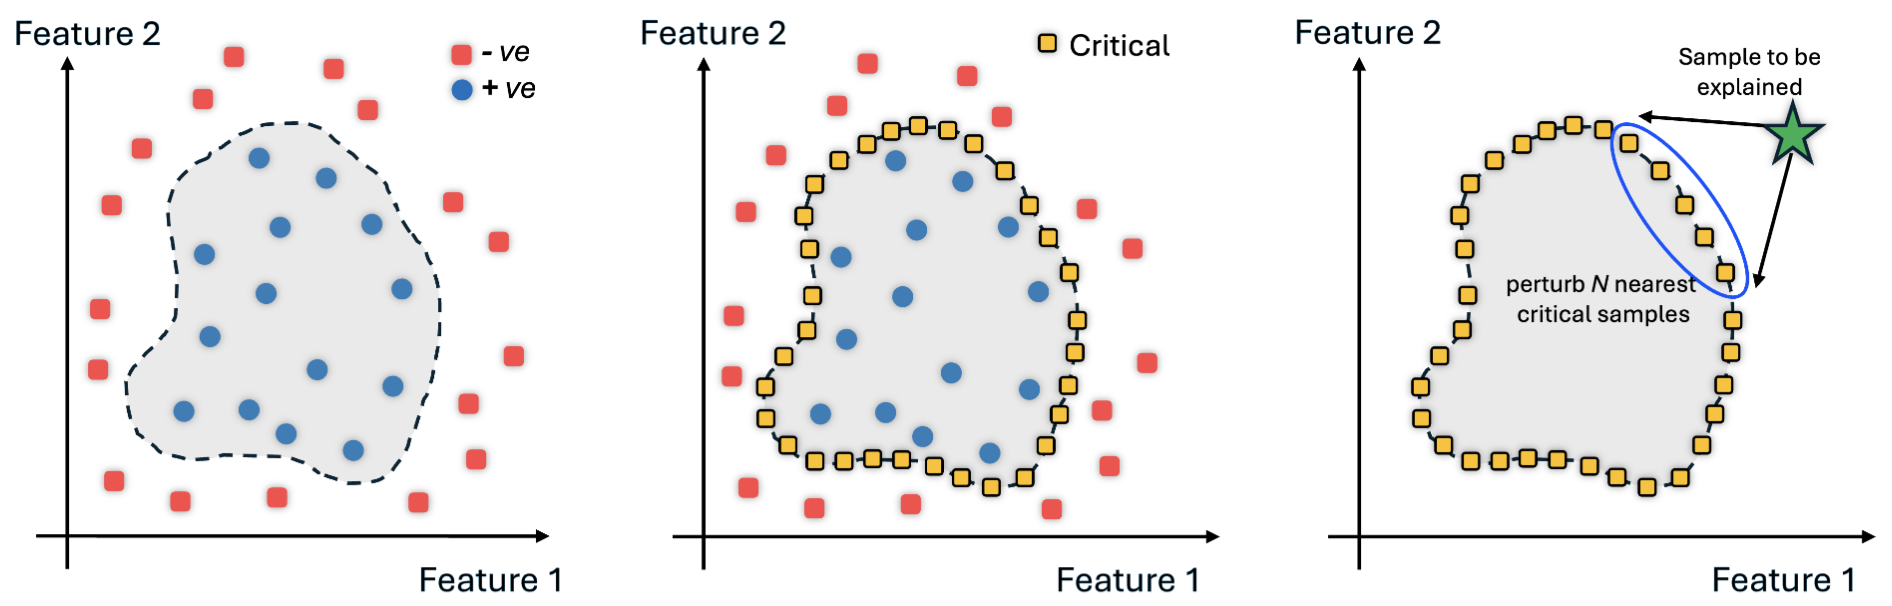 Feature 2
- ve
+ ve
Feature 1
Feature 2
Critical
Feature 1
Feature 2
Sample to be
explained
perturb N nearest
critical samples
Feature 1